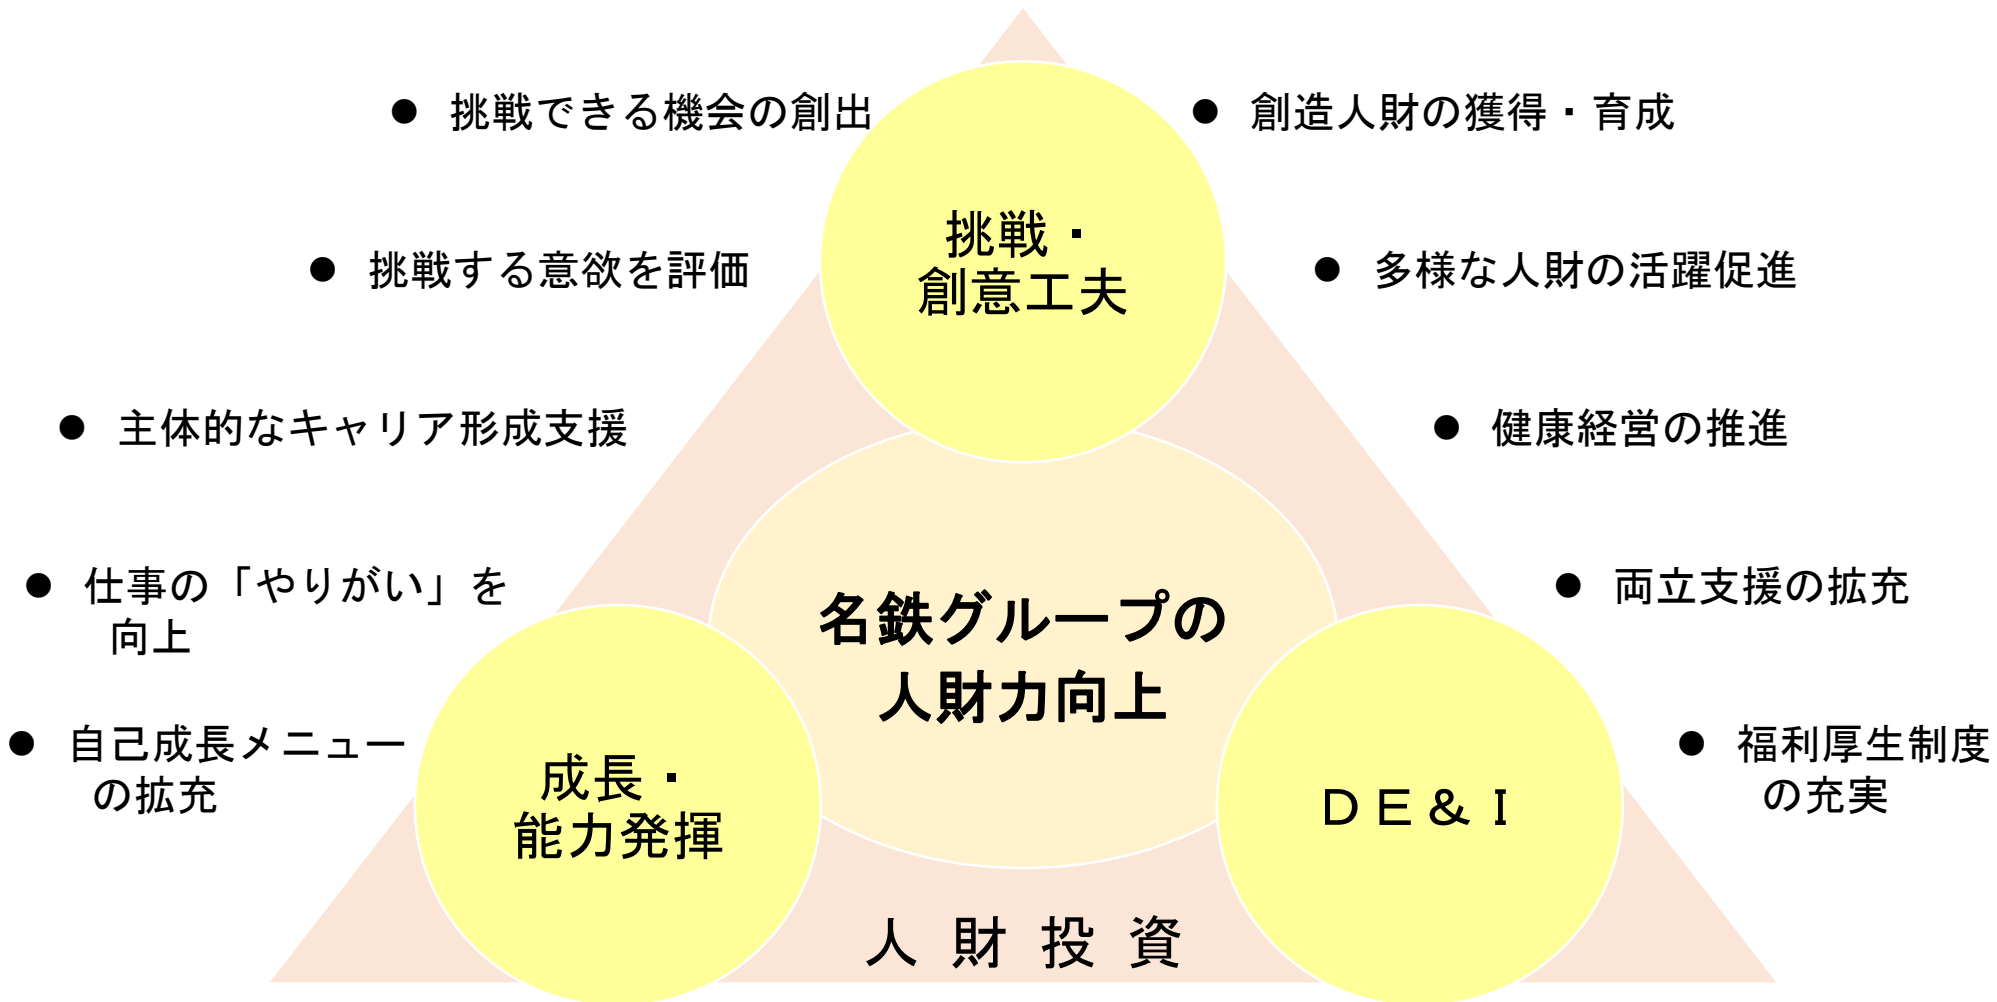 ● 挑戦できる機会の創出
● 創造人財の獲得・育成
挑戦・
創意工夫
● 挑戦する意欲を評価
● 多様な人財の活躍促進
● 主体的なキャリア形成支援
● 健康経営の推進
● 仕事の「やりがい」を
向上
● 両立支援の拡充
名鉄グループの
人財力向上
● 自己成長メニュー
の拡充
● 福利厚生制度
の充実
成長・
能力発揮
ＤＥ＆Ｉ
人財投資